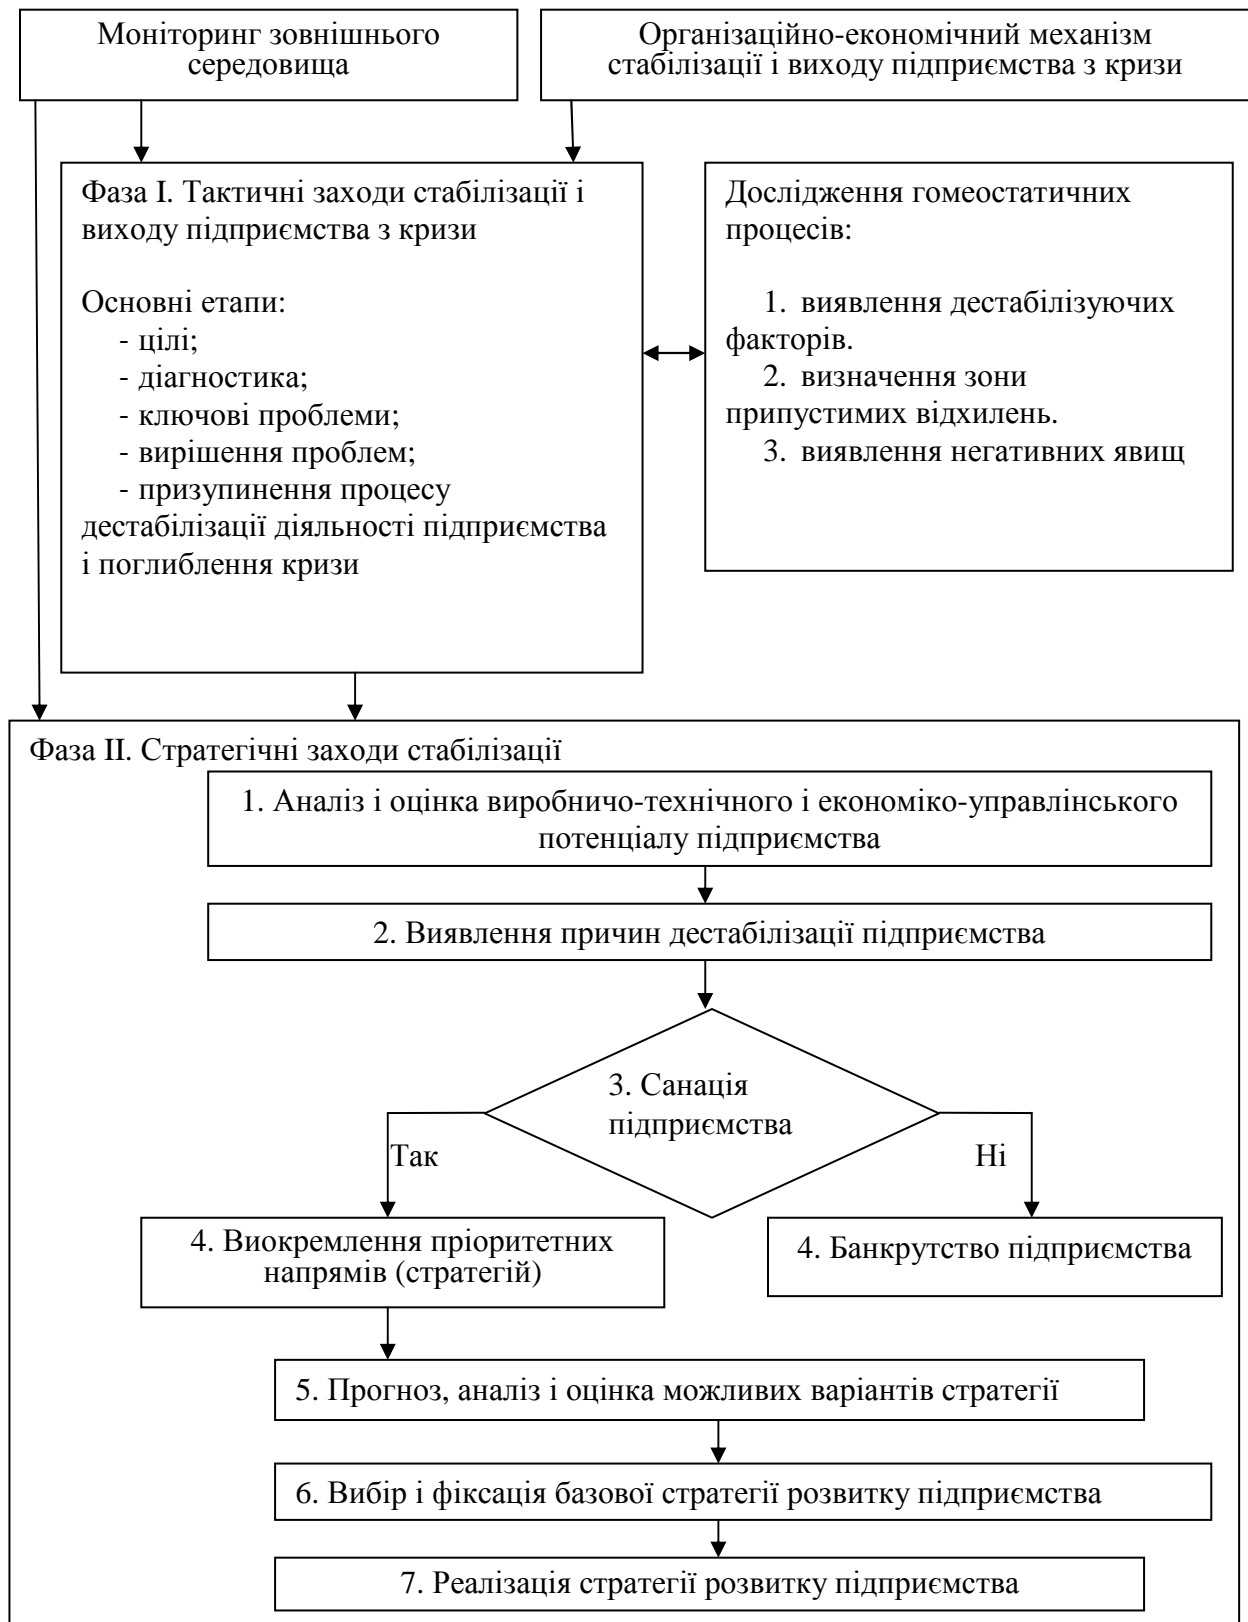 Моніторинг зовнішнього
середовища
Організаційно-економічний механізм
стабілізації і виходу підприємства з кризи
Фаза І. Тактичні заходи стабілізації і
виходу підприємства з кризи
Основні етапи:
- цілі;
- діагностика;
- ключові проблеми;
- вирішення проблем;
- призупинення процесу
дестабілізації діяльності підприємства
і поглиблення кризи
Дослідження гомеостатичних
процесів:
1. виявлення дестабілізуючих
факторів.
2. визначення зони
припустимих відхилень.
3. виявлення негативних явищ
Фаза ІІ. Стратегічні заходи стабілізації
1. Аналіз і оцінка виробничо-технічного і економіко-управлінського
потенціалу підприємства
2. Виявлення причин дестабілізації підприємства
3. Санація
підприємства
Так
Ні
4. Виокремлення пріоритетних
напрямів (стратегій)
4. Банкрутство підприємства
5. Прогноз, аналіз і оцінка можливих варіантів стратегії
6. Вибір і фіксація базової стратегії розвитку підприємства
7. Реалізація стратегії розвитку підприємства